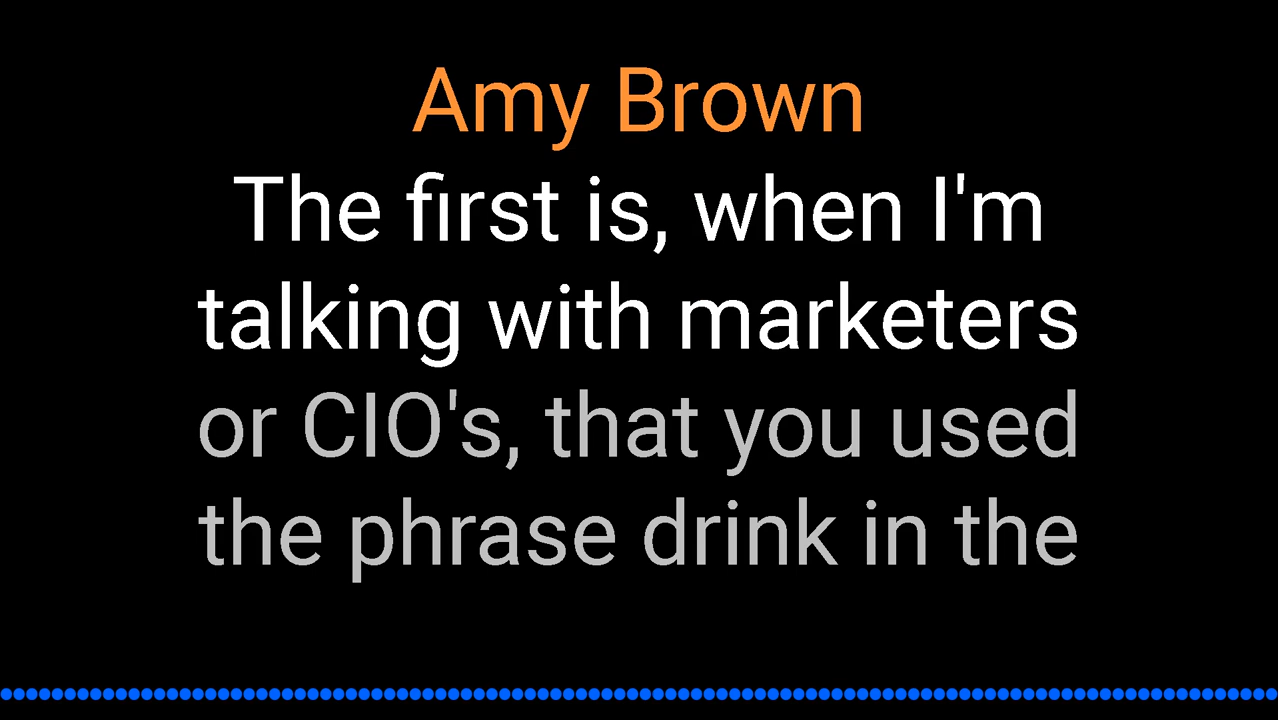 Amy Brown
The first is, when I'm
talking with marketers
or CIO's, that you used
the phrase drink in the